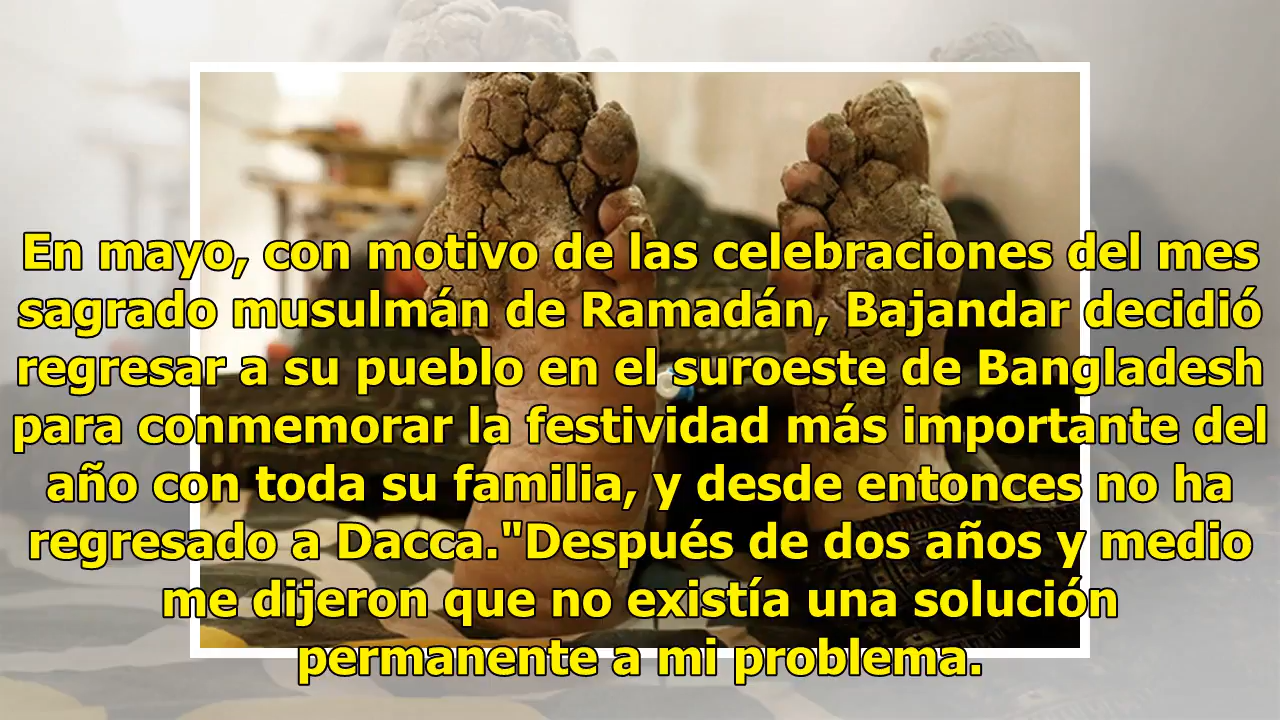 En mayo, con motivo de las celebraciones del mes
sagrado musulmán de Ramadán, Bajandar decidió
regresar a su pueblo en el suroeste de Bangladesh
para conmemorar la festividad más importante del
año con toda su familia, y desde entonces no ha
regresado a Dacca."Después de dos años y medio
me dijeron que no existía una solución
permanente a mi problema.